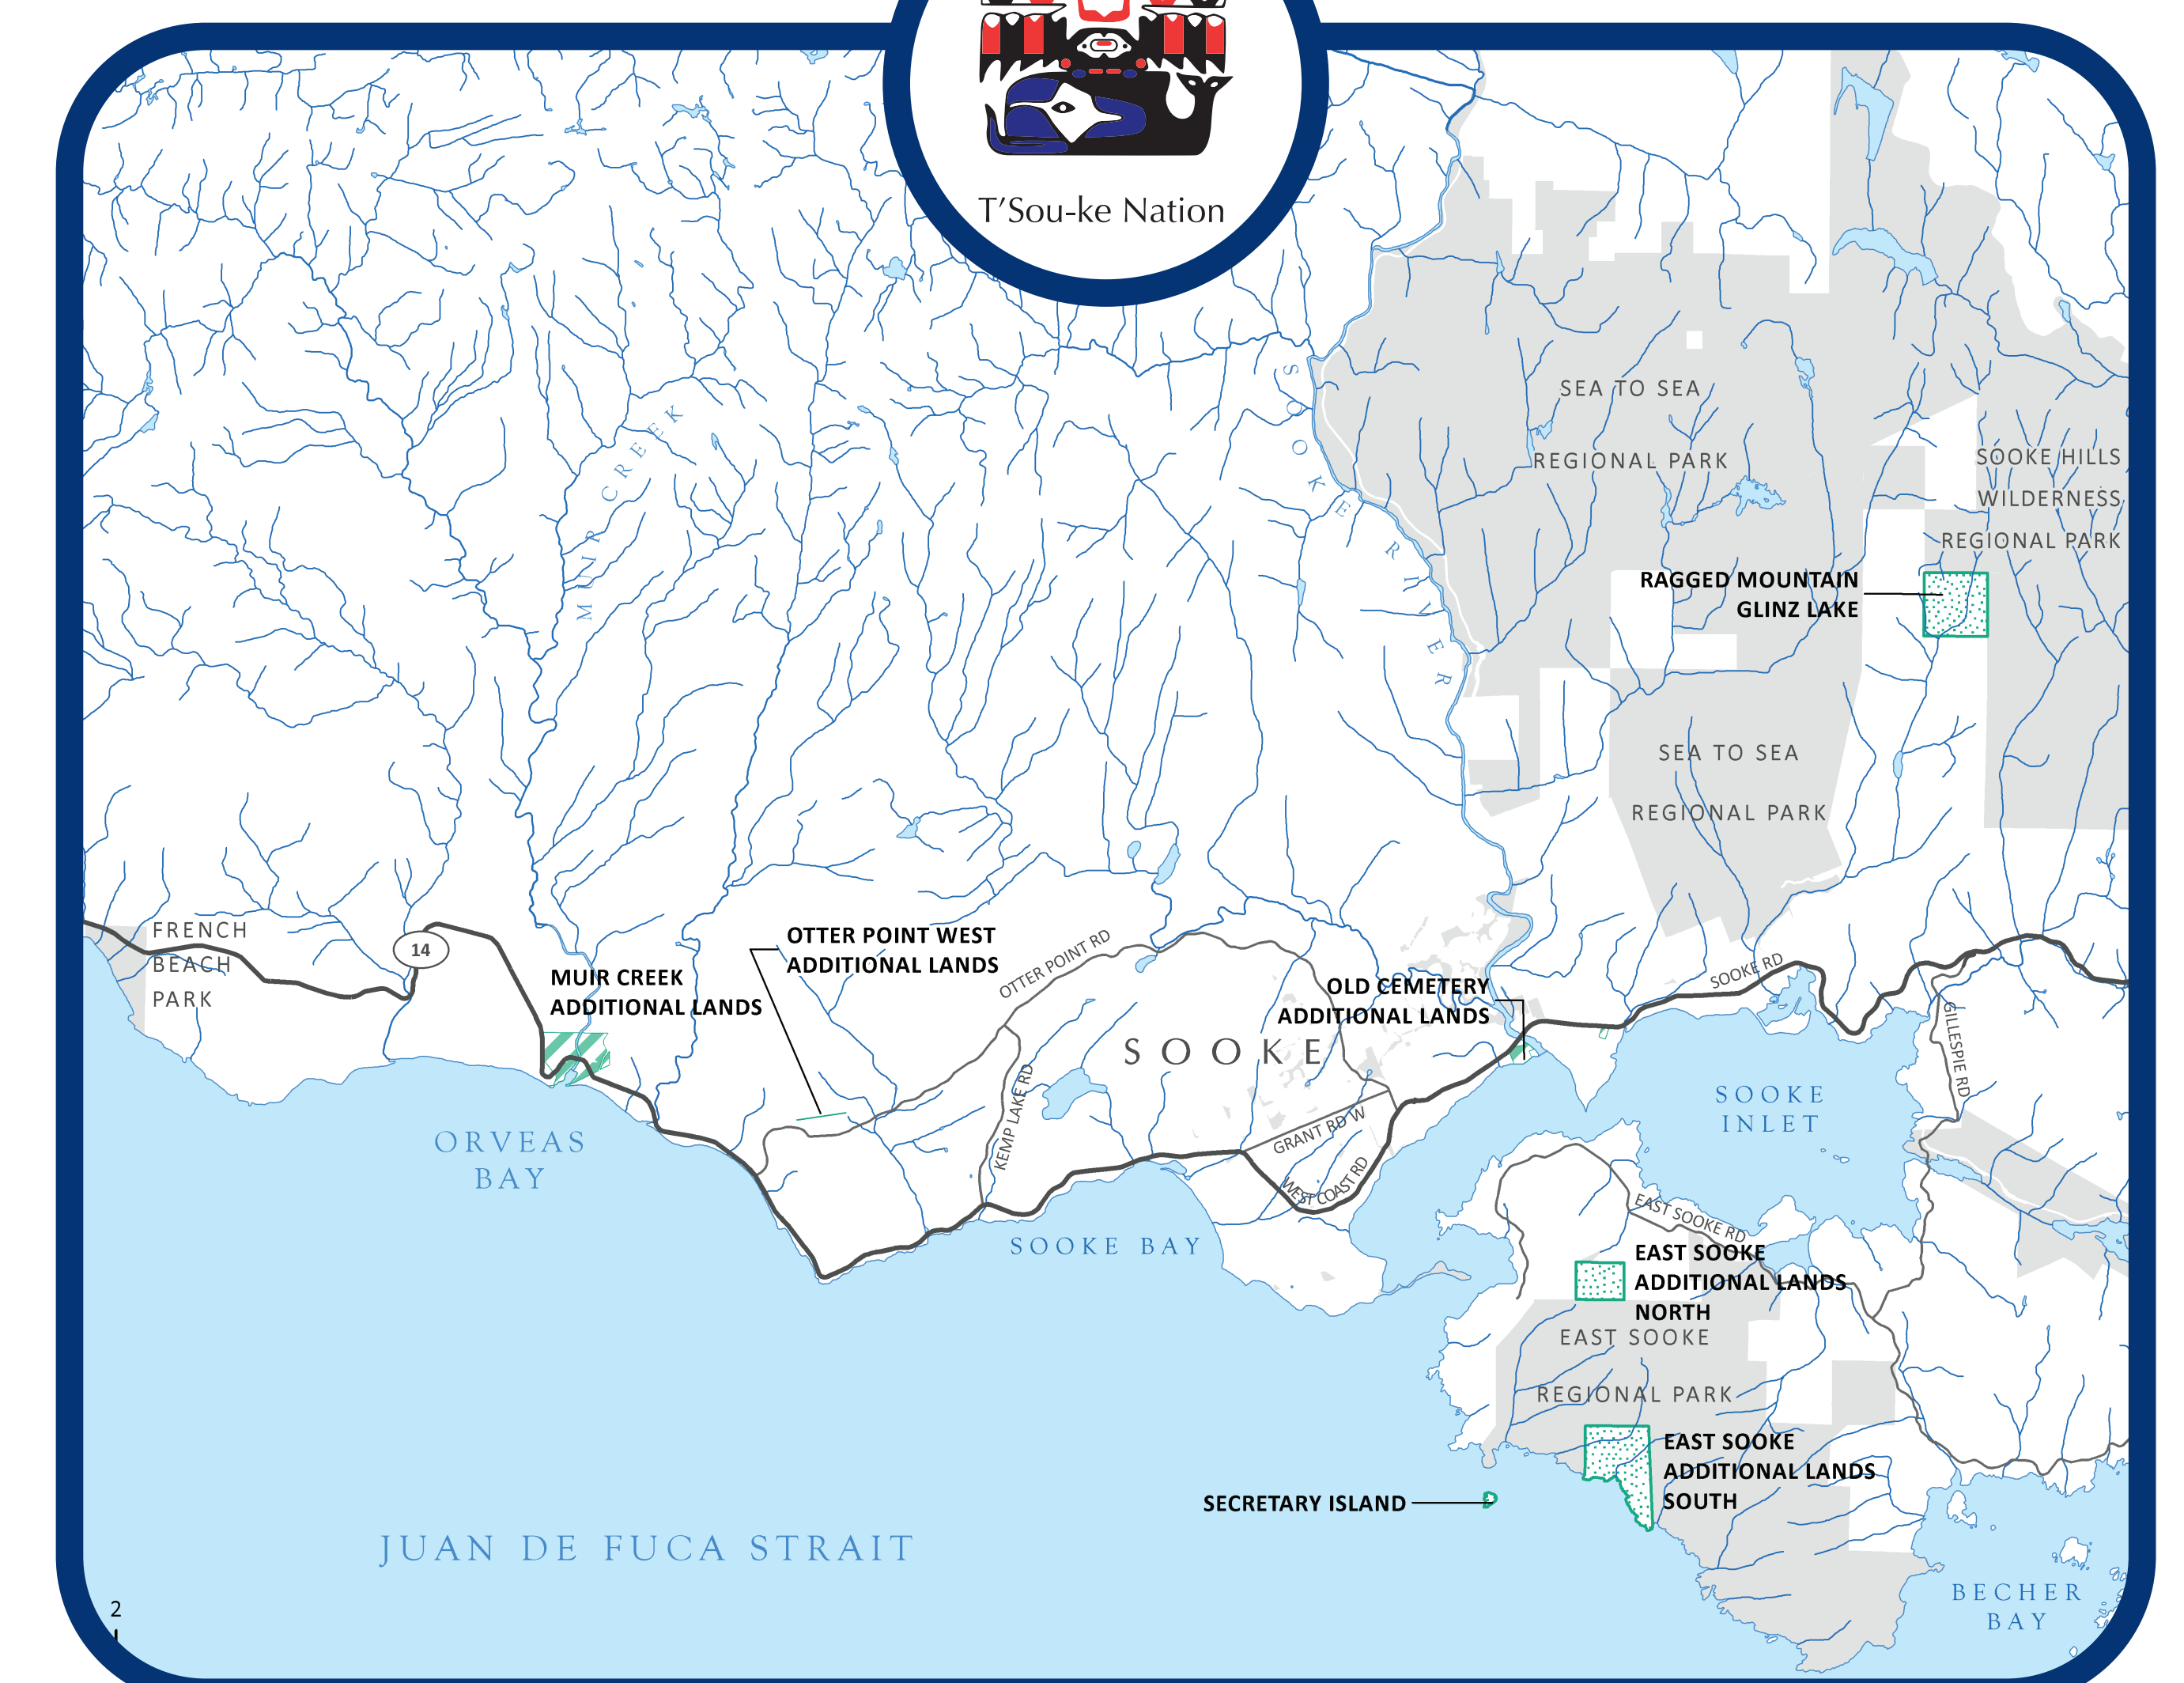 T'Sou-ke Nation
SEA TO SEA
REGIONAL PARK
SOOKE HILLS
WILDERNESS
REGIONAL PARK
SOOKE RIVER
MUIR CREEK
RAGGED MOUNTAIN
GLINZ LAKE
SEA TO SEA
REGIONAL PARK
FRENCH
BEACH
PARK
14
MUIR CREEK
ADDITIONAL LANDS
OTTER POINT WEST
ADDITIONAL LANDS
OTTER POINT RD
OLD CEMETERY
ADDITIONAL LANDS
SOOKE RD
GILLESPIE RD
SOOKE
KEMP LAKE RD
GRANT RD W
WEST COAST RD
SOOKE
INLET
ORVEAS
BAY
SOOKE BAY
EAST SOOKE RD
EAST SOOKE
ADDITIONAL LANDS
NORTH
EAST SOOKE
REGIONAL PARK
EAST SOOKE
ADDITIONAL LANDS
SOUTH
SECRETARY ISLAND
JUAN DE FUCA STRAIT
BECHER
BAY
2